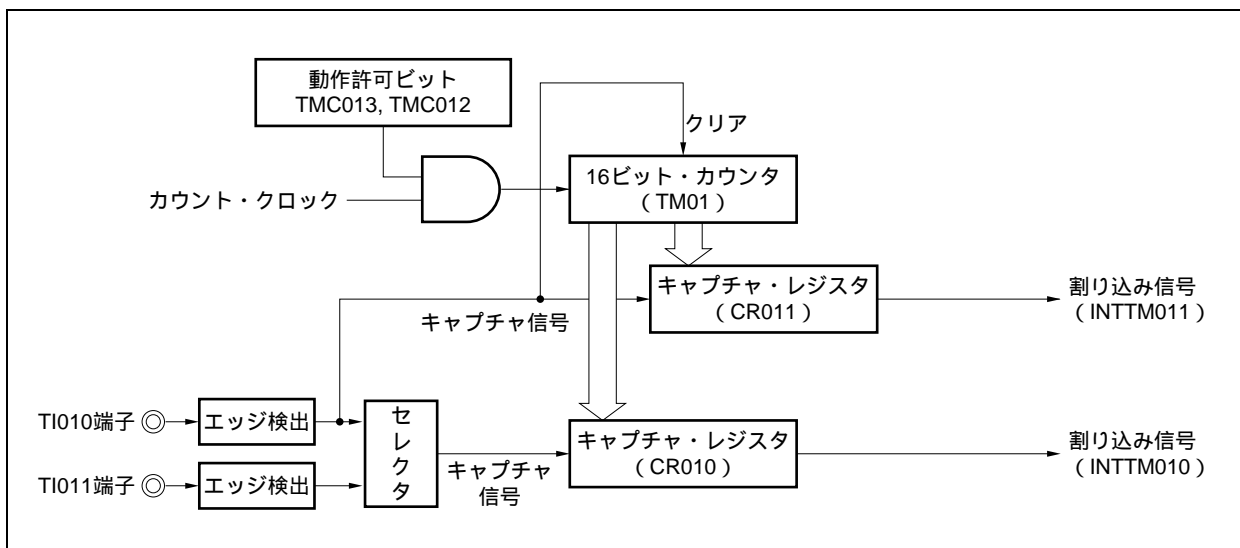 動作許可ビット
TMC013, TMC012
クリア
16ビット・カウンタ
（TM01）
カウント・クロック
キャプチャ・レジスタ
（CR011）
割り込み信号
（INTTM011）
キャプチャ信号
TI010端子
エッジ検出
セレクタ
キャプチャ・レジスタ
（CR010）
割り込み信号
（INTTM010）
キャプチャ
信号
TI011端子
エッジ検出